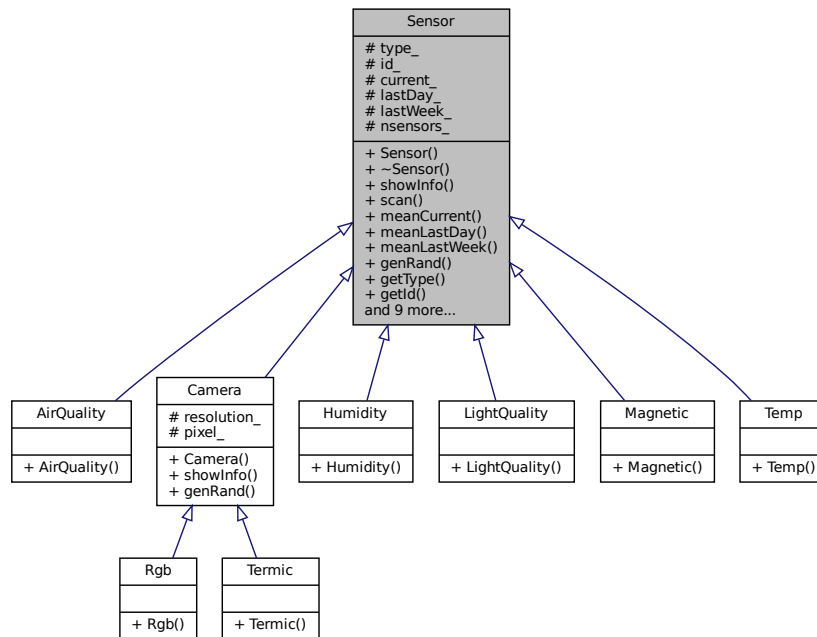 Sensor
# type_
# id_
# current_
# lastDay_
# lastWeek_
# nsensors_
+ Sensor()
+ ~Sensor()
+ showInfo()
+ scan()
+ meanCurrent()
+ meanLastDay()
+ meanLastWeek()
+ genRand()
+ getType()
+ getId()
and 9 more...
AirQuality
+ AirQuality()
Camera
# resolution_
# pixel_
+ Camera()
+ showInfo()
+ genRand()
Humidity
+ Humidity()
LightQuality
+ LightQuality()
Magnetic
+ Magnetic()
Temp
+ Temp()
Rgb
+ Rgb()
Termic
+ Termic()